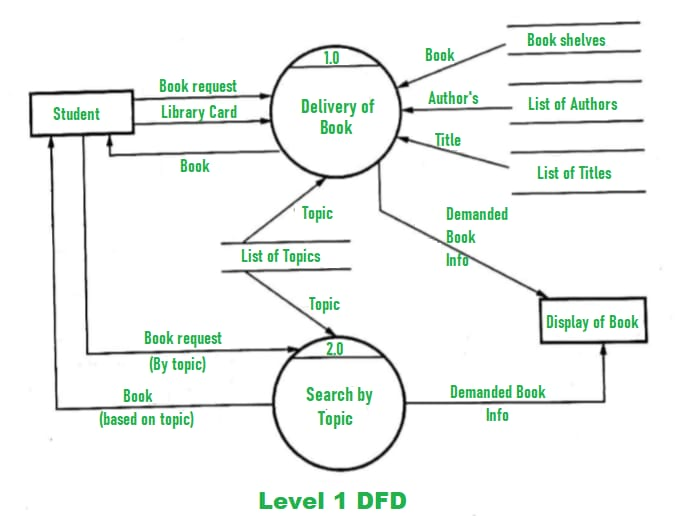 1.0
Book shelves
Book
Book request
Author's
List of Authors
Student
Library Card
Delivery of
Book
Title
Book
List of Titles
Topic
Demanded
Book
Info
List of Topics
Topic
Display of Book
Book request
(By topic)
2.0
Book
(based on topic)
Search by
Topic
Demanded Book
Info
Level 1 DFD